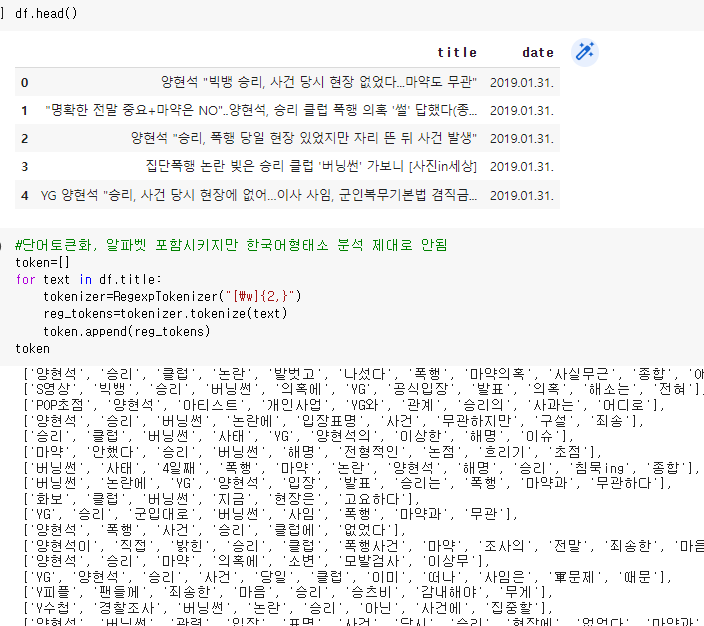 ] df.head()
title date
0 양현석 "빅뱅 승리, 사건 당시 현장 없었다...마약도 무관" 2019.01.31.
1 "명확한 전말 중요+마약은 NO"..양현석, 승리 클럽 폭행 의혹 '썰' 답했다(종... 2019.01.31.
2 양현석 "승리, 폭행 당일 현장 있었지만 자리 뜬 뒤 사건 발생" 2019.01.31.
3 집단폭행 논란 빚은 승리 클럽 '버닝썬' 가보니 [사진in세상] 2019.01.31.
4 YG 양현석 "승리, 사건 당시 현장에 없어...이사 사임, 군인복무기본법 겸직금... 2019.01.31.
#단어토큰화, 알파벳 포함시키지만 한국어형태소 분석 제대로 안됨
token=[]
for text in df.title:
tokenizer=RegexpTokenizer("[₩w]{2,}")
reg_tokens=tokenizer.tokenize(text)
token.append(reg_tokens)
token
['양현석', '승리', '클럽', '논란', '발벗고', '나섰다', '폭행', '마약의혹', '사실무근', '종합',
['S영상', '빅뱅', '승리', '버닝썬', '의혹에', 'YG', '공식입장', '발표', '의혹', '해소는', '전혀'],
['POP초점', '양현석', '아티스트', '개인사업', 'YG와', '관계', '승리의', '사과는', '어디로'],
['양현석', '승리', '버닝썬', '논란에', '입장표명', '사건', '무관하지만', '구설', '죄송'],
['승리', '클럽', '버닝썬', '사태', 'YG', '양현석의', '이상한', '해명', '이슈'],
['마약', '안했다', '승리', '버닝썬', '해명', '전형적인', '논점', '흐리기', '초점'],
['버닝썬', '사태', '4일째', '폭행', '마약', '논란', '양현석', '해명', '승리', '침묵ing', '종합'],
['버닝썬', '논란에', 'YG', '양현석', '입장', '발표', '승리는', '폭행', '마약과', '무관하다'],
['화보', '클럽', '버닝썬', '지금', '현장은', '고요하다'],
['YG', '승리', '군입대로', '버닝썬', '사임', '폭행', '마약과', '무관'],
['양현석', '폭행', '사건', '승리', '클럽에', '없었다'],
['양현석이', '직접', '밝힌', '승리', '클럽', '폭행사건', '마약', '조사의', '전말', '죄송한', '마음
['양현석', '승리', '마약', '의혹에', '소변', '모발검사', '이상무'],
['YG', '양현석', '승리', '사건', '당일', '클럽', '이미', '떠나', '사임은', '軍문제', '때문'],
['Y피플', '팬들에', '죄송한', '마음', '승리', '승츠비', '감내해야', '무게'],
['Y수첩', '경찰조사', '버닝썬', '논란', '승리', '아닌', '사건에', '집중할'],
['양현석', '버닝썬', '관련', '입장', '표명', '사건', '당시', '승리', '현장에', '없었다', '마약과',